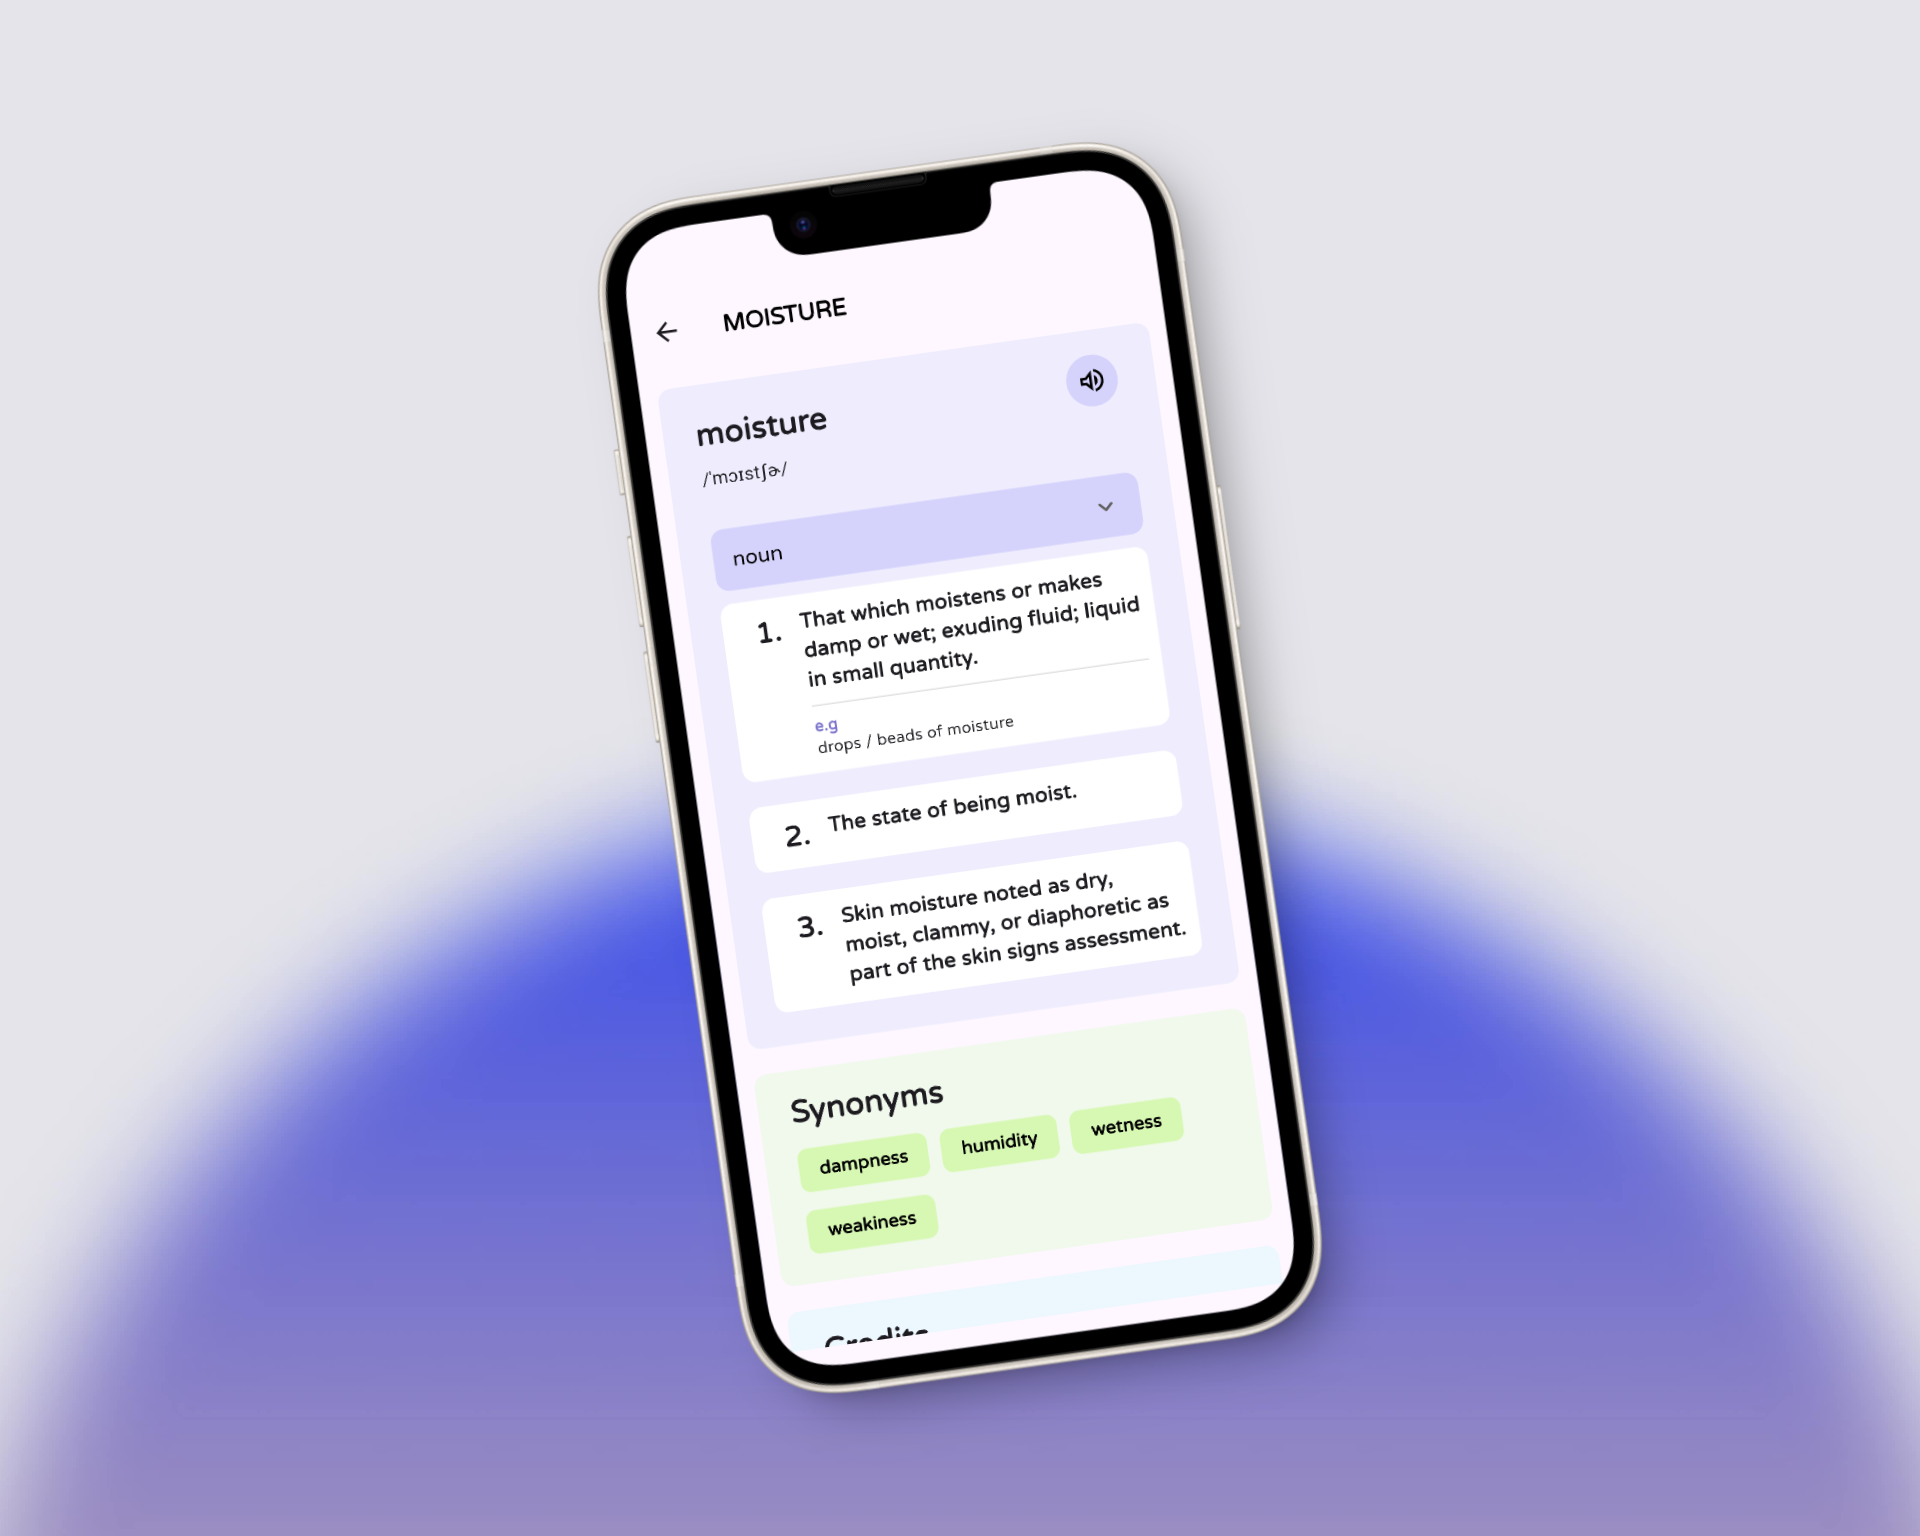 MOISTURE
moisture
/ˈmɔɪstʃɚ/
noun
1. That which moistens or makes
damp or wet; exuding fluid; liquid
in small quantity.
e.g
drops / beads of moisture
2. The state of being moist.
3. Skin moisture noted as dry,
moist, clammy, or diaphoretic as
part of the skin signs assessment.
Synonyms
dampness humidity wetness
weakiness
Credits